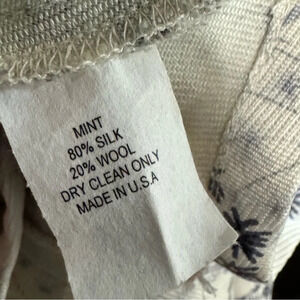 MINT
80% SILK
20% WOOL
DRY CLEAN ONLY
MADE IN U.S.A